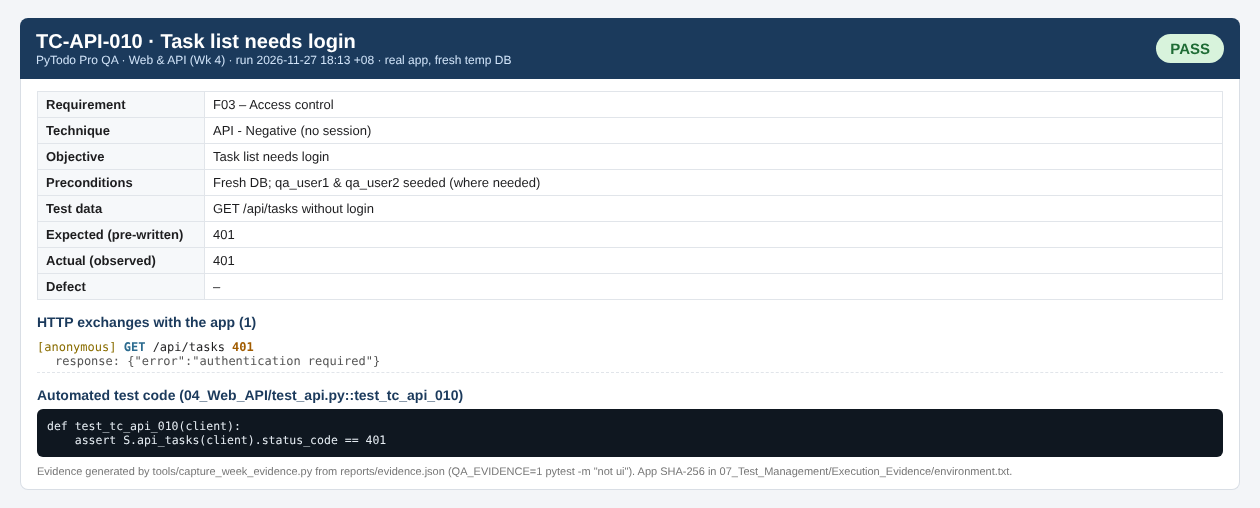 TC-API-010 · Task list needs login
PyTodo Pro QA · Web & API (Wk 4) · run 2026-11-27 18:13 +08 · real app, fresh temp DB
PASS
Requirement F03 – Access control
Technique API - Negative (no session)
Objective Task list needs login
Preconditions Fresh DB; qa_user1 & qa_user2 seeded (where needed)
Test data GET /api/tasks without login
Expected (pre-written) 401
Actual (observed) 401
Defect –
HTTP exchanges with the app (1)
[anonymous] GET /api/tasks 401
response: {"error":"authentication required"}
Automated test code (04_Web_API/test_api.py::test_tc_api_010)
def test_tc_api_010(client):
    assert S.api_tasks(client).status_code == 401
Evidence generated by tools/capture_week_evidence.py from reports/evidence.json (QA_EVIDENCE=1 pytest -m "not ui"). App SHA-256 in 07_Test_Management/Execution_Evidence/environment.txt.